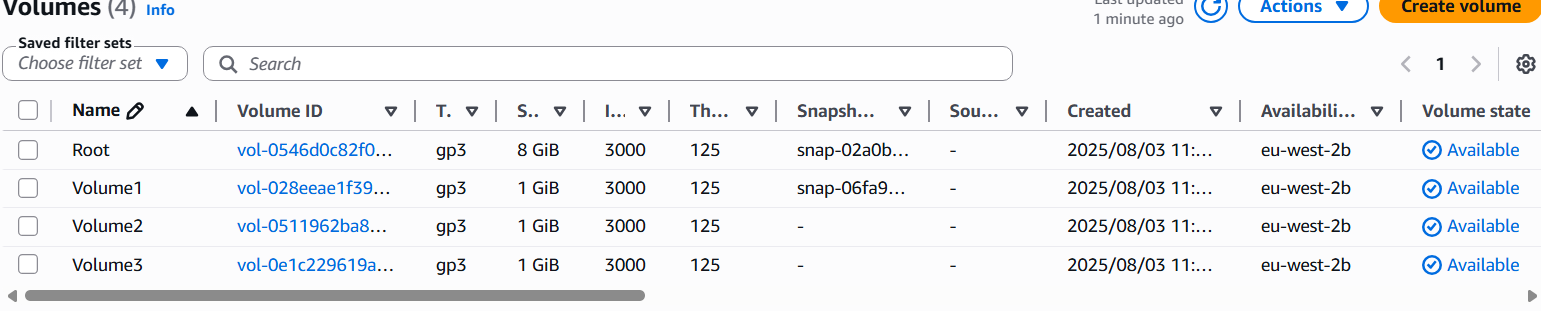 Volumes (4) Info
Last updated
1 minute ago
Actions
Create volume
Saved filter sets
Choose filter set
Search
1
Name Volume ID T. S.. I... Th... Snapsh... Sou... Created Availabili... Volume state
Root vol-0546d0c82f0... gp3 8 GiB 3000 125 snap-02a0b... - 2025/08/03 11:... eu-west-2b Available
Volume1 vol-028eeae1f39... gp3 1 GiB 3000 125 snap-06fa9... - 2025/08/03 11:... eu-west-2b Available
Volume2 vol-0511962ba8... gp3 1 GiB 3000 125 - - 2025/08/03 11:... eu-west-2b Available
Volume3 vol-0e1c229619a... gp3 1 GiB 3000 125 - - 2025/08/03 11:... eu-west-2b Available